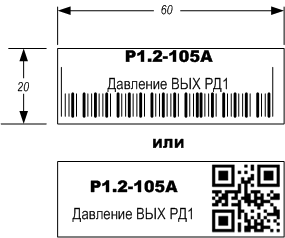 60
20
P1.2-105A
Давление ВЫХ РД1
или
P1.2-105A
Давление ВЫХ РД1